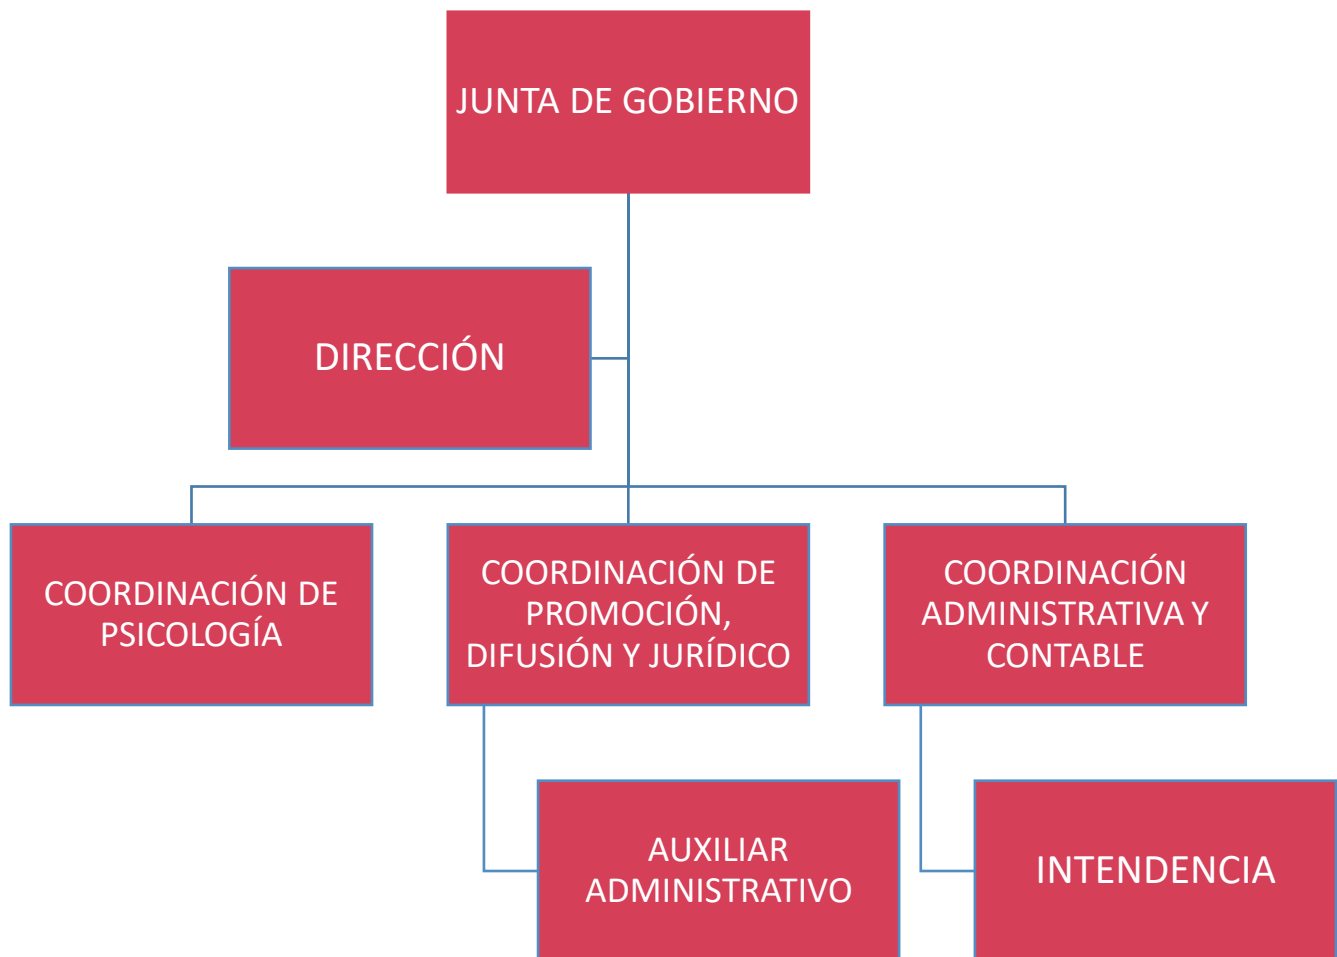 JUNTA DE GOBIERNO
DIRECCIÓN
COORDINACIÓN DE
PSICOLOGÍA
COORDINACIÓN DE
PROMOCIÓN,
DIFUSIÓN Y JURÍDICO
COORDINACIÓN
ADMINISTRATIVA Y
CONTABLE
AUXILIAR
ADMINISTRATIVO
INTENDENCIA